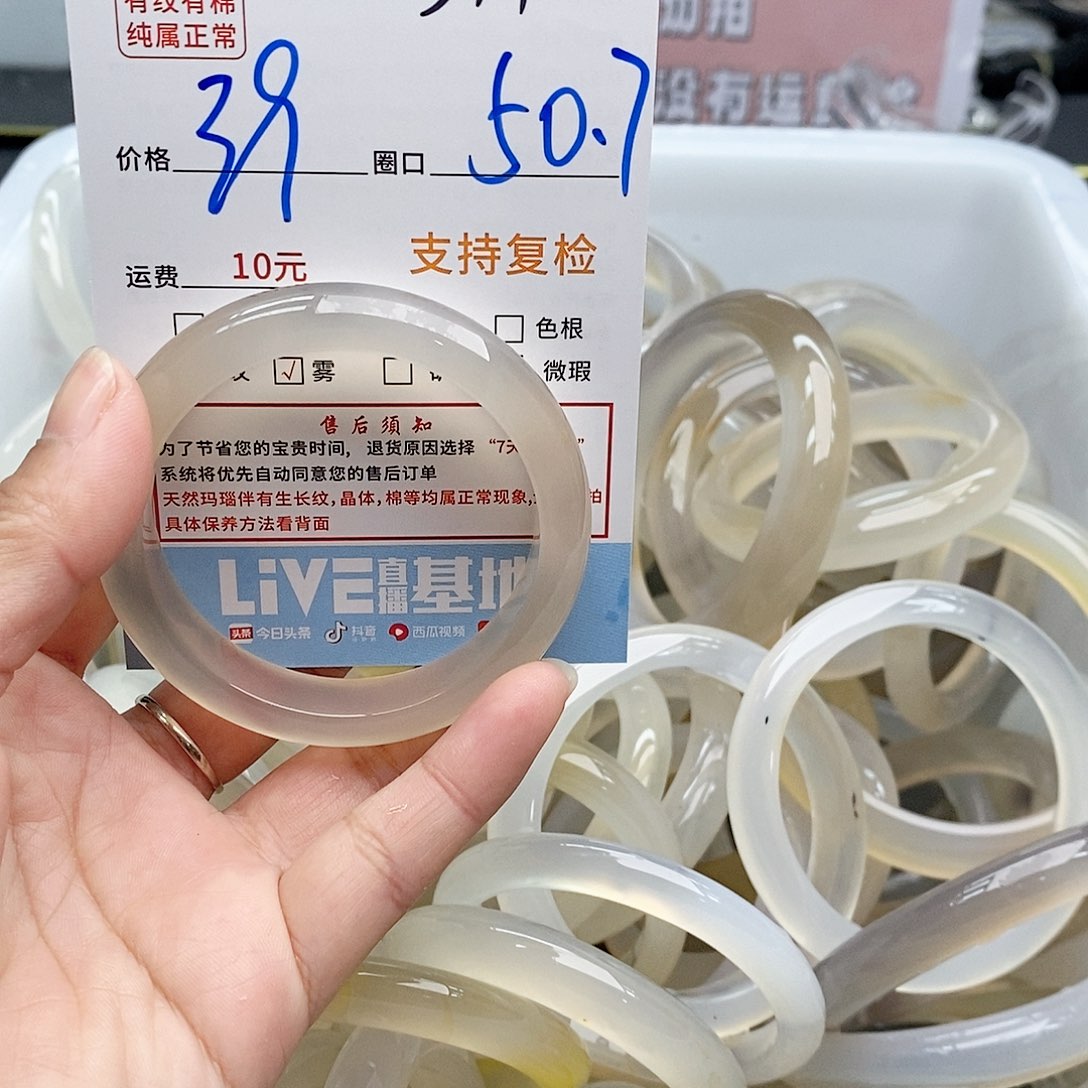 有纹有棉
纯属正常
价格 39 圈口 50.7
运费 10元 支持复检
色根
雾 微瑕
售后须知
为了节省您的宝贵时间，退货原因选择“7天
系统将优先自动同意您的售后订单
天然玛瑙伴有生长纹,晶体,棉等均属正常现象,
具体保养方法看背面
LiVE直播基地
头条 今日头条 抖音 西瓜视频
没有运